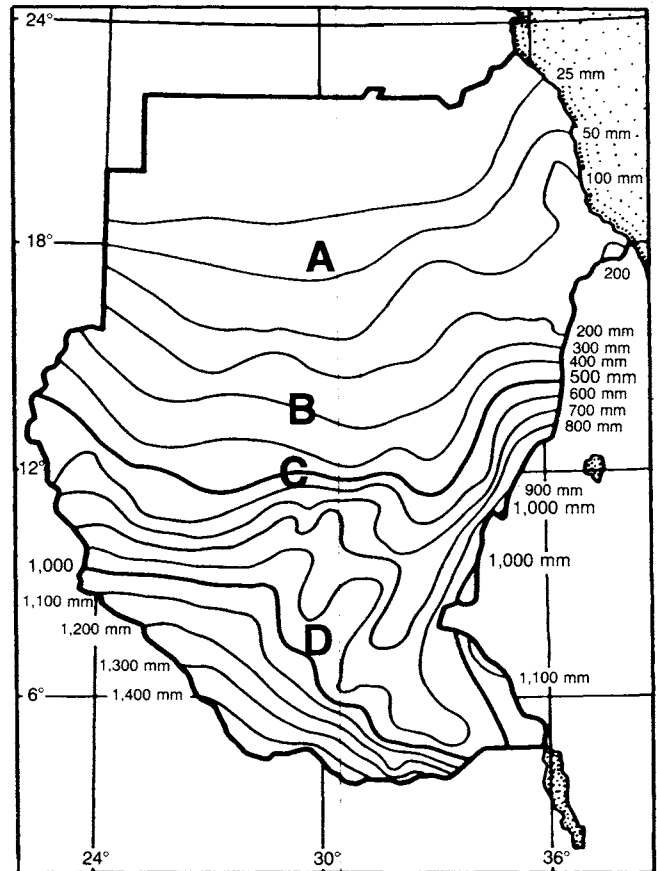 24°
25 mm
50 mm
100 mm
18°
A
200
200 mm
300 mm
400 mm
500 mm
600 mm
B
700 mm
800 mm
12°
C
900 mm
1,000 mm
1,000 mm
1,000
1,100 mm
1,200 mm
D
1,300 mm
1,100 mm
6°
1,400 mm
24°
30°
36°